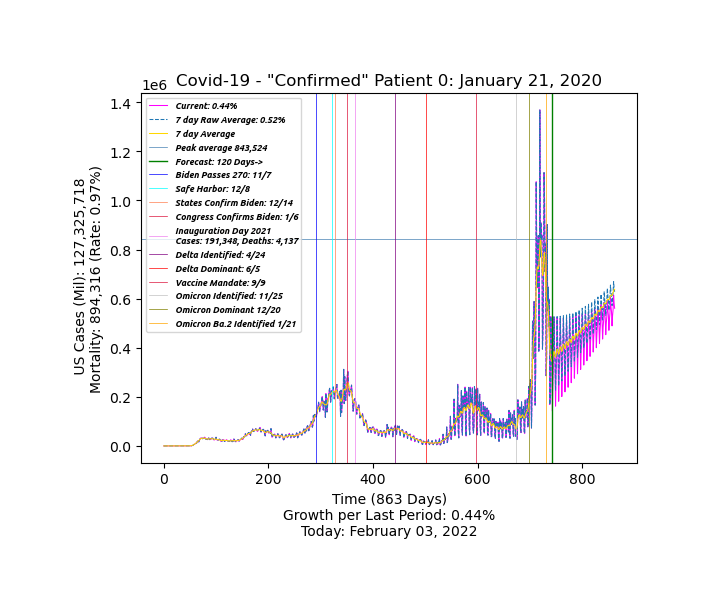 Covid-19 - "Confirmed" Patient 0: January 21, 2020
1e6
1.4
1.2
1.0
0.8
0.6
0.4
0.2
0.0
US Cases (Mil): 127,325,718
Mortality: 894,316 (Rate: 0.97%)
Current: 0.44%
7 day Raw Average: 0.52%
7 day Average
Peak average 843,524
Forecast: 120 Days->
Biden Passes 270: 11/7
Safe Harbor: 12/8
States Confirm Biden: 12/14
Congress Confirms Biden: 1/6
Inauguration Day 2021
Cases: 191,348, Deaths: 4,137
Delta Identified: 4/24
Delta Dominant: 6/5
Vaccine Mandate: 9/9
Omicron Identified: 11/25
Omicron Dominant 12/20
Omicron Ba.2 Identified 1/21
0 200 400 600 800
Time (863 Days)
Growth per Last Period: 0.44%
Today: February 03, 2022